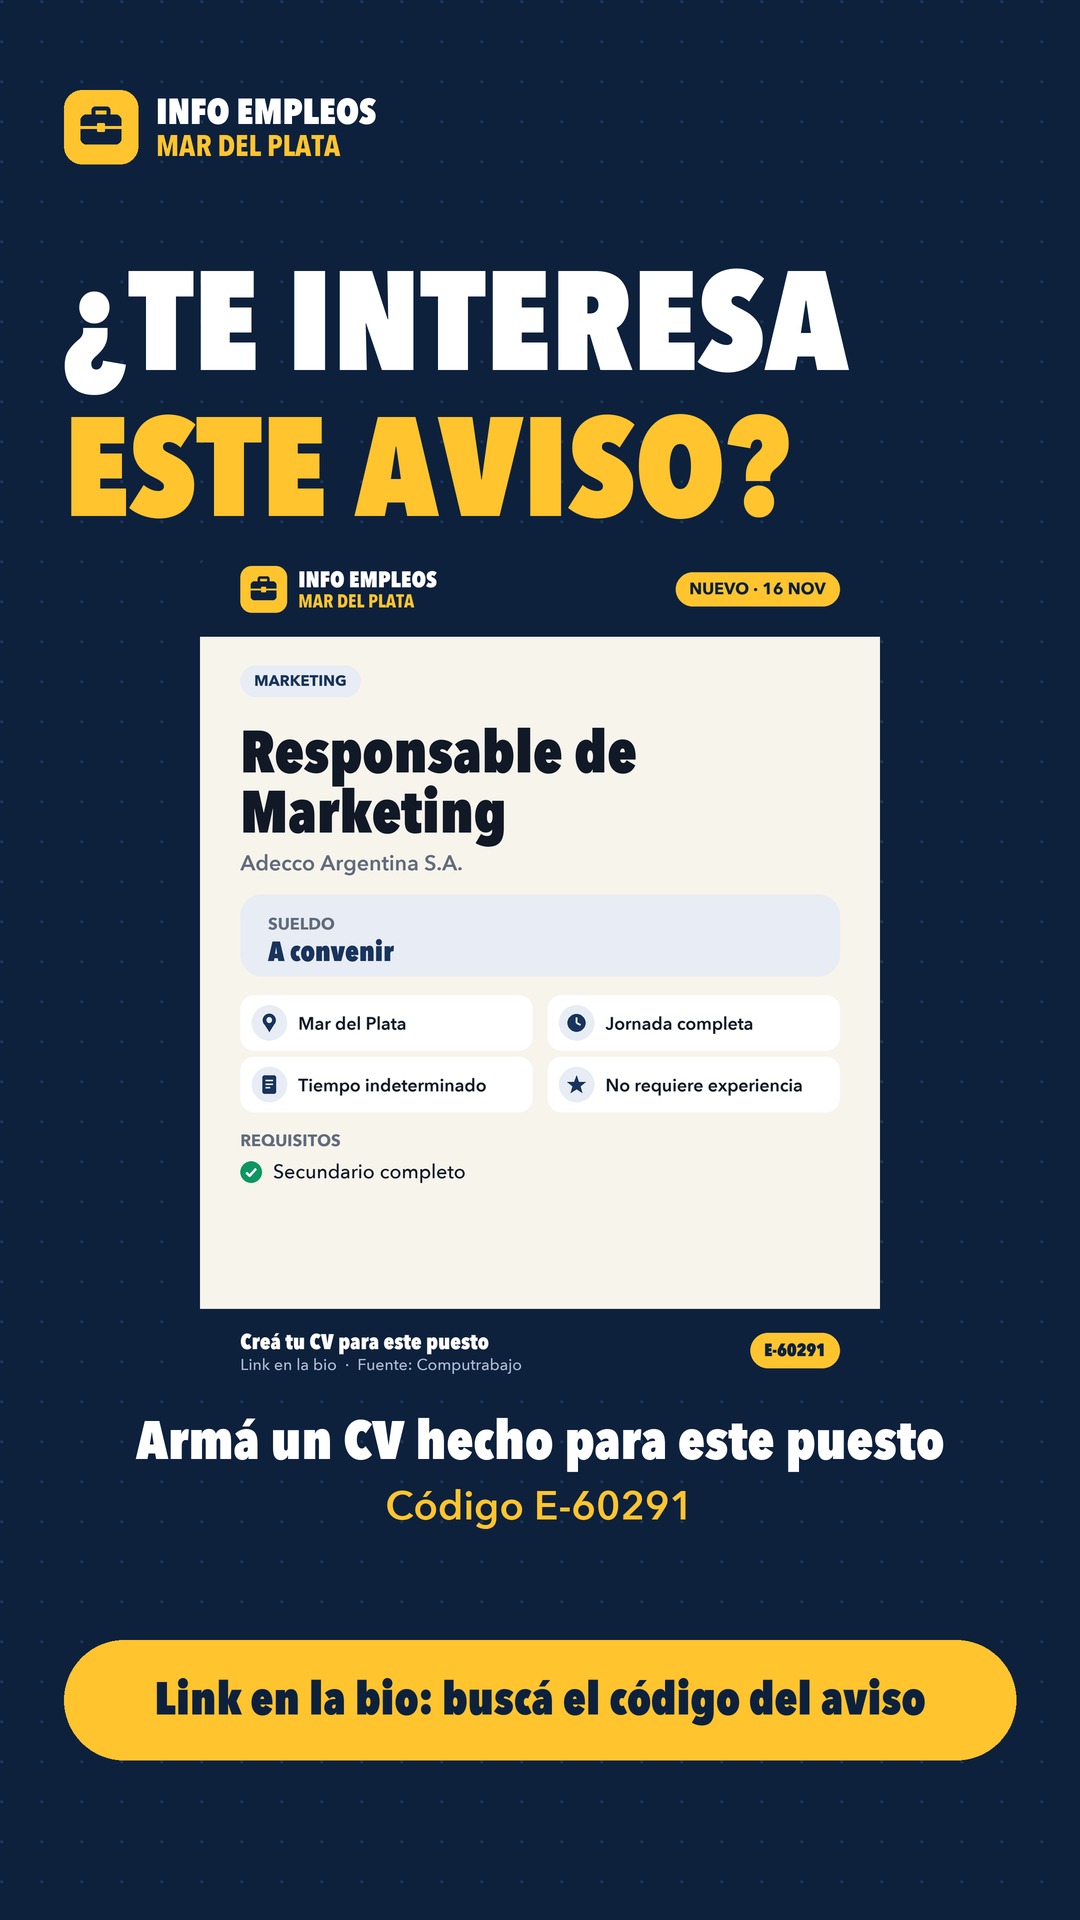 INFO EMPLEOS
MAR DEL PLATA
¿TE INTERESA
ESTE AVISO?
INFO EMPLEOS
MAR DEL PLATA
NUEVO · 16 NOV
MARKETING
Responsable de
Marketing
Adecco Argentina S.A.
SUELDO
A convenir
Mar del Plata
Jornada completa
Tiempo indeterminado
No requiere experiencia
REQUISITOS
Secundario completo
Creá tu CV para este puesto
Link en la bio · Fuente: Computrabajo
E-60291
Armá un CV hecho para este puesto
Código E-60291
Link en la bio: buscá el código del aviso